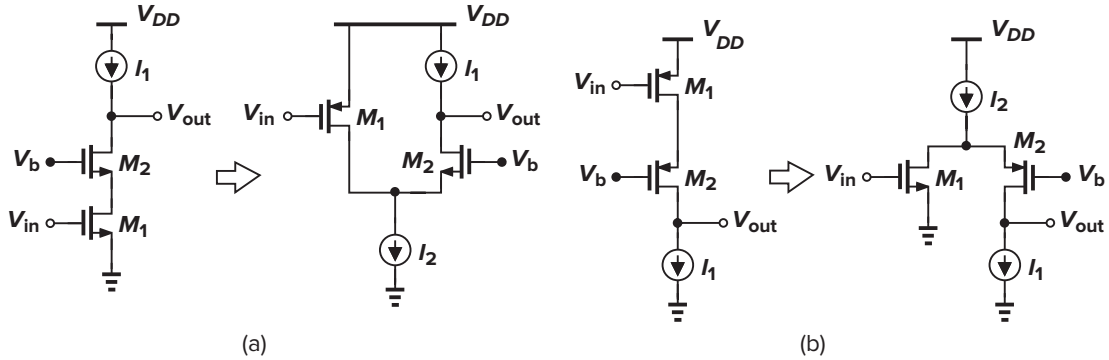 V_DD
I_1
V_out
V_b
M_2
V_in
M_1
V_DD
V_in
M_1
I_1
V_out
M_2
V_b
I_2
(a)
V_DD
V_in
M_1
V_b
M_2
V_out
I_1
V_DD
I_2
M_2
V_in
M_1
V_b
V_out
I_1
(b)